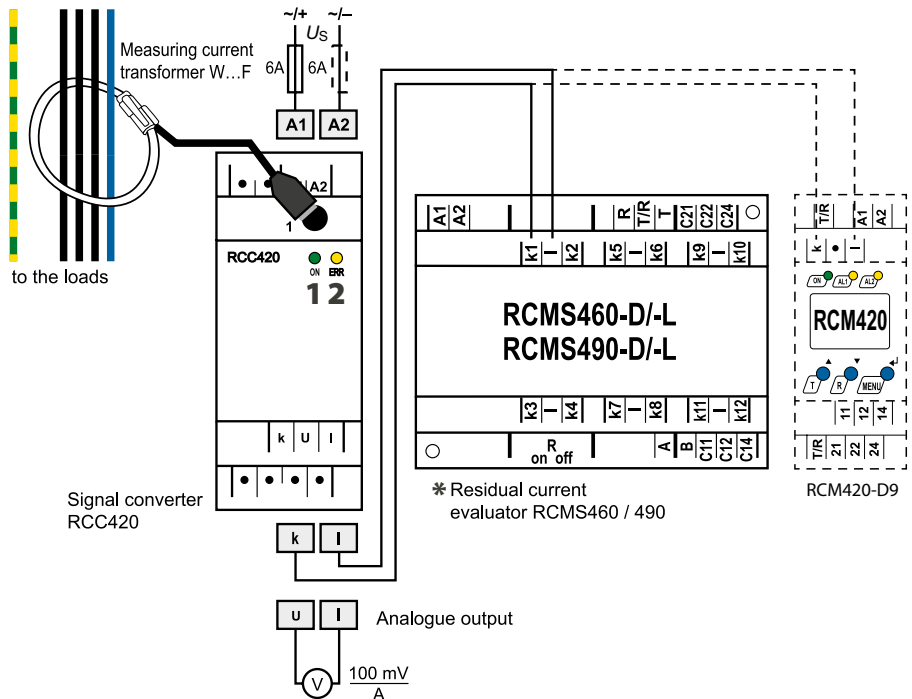 ~/+ ~/–
US
6A 6A
Measuring current
transformer W...F
A1 A2
A2
1
to the loads
RCC420
ON ERR
1 2
k U l
Signal converter
RCC420
k l
U l
Analogue output
V
100 mV
A
A1 A2 R T/R T C21 C22 C24
k1 l k2 k5 l k6 k9 l k10
RCMS460-D/-L
RCMS490-D/-L
k3 l k4 k7 l k8 k11 l k12
R
on off
A B C11 C12 C14
* Residual current
evaluator RCMS460 / 490
T/R A1 A2
k l
ON AL1 AL2
RCM420
T R MENU
11 12 14
T/R 21 22 24
RCM420-D9